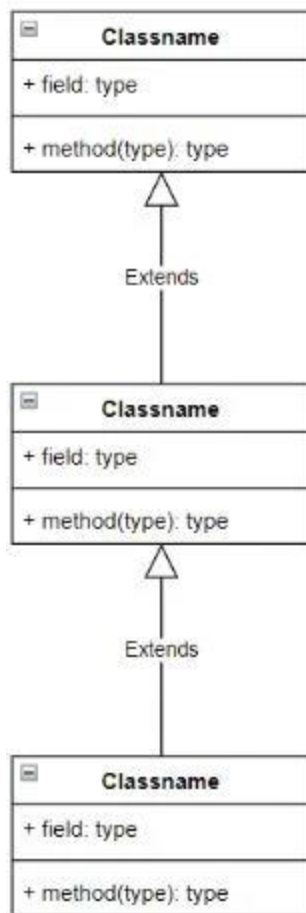 Classname
+ field: type
+ method(type): type
Extends
Classname
+ field: type
+ method(type): type
Extends
Classname
+ field: type
+ method(type): type